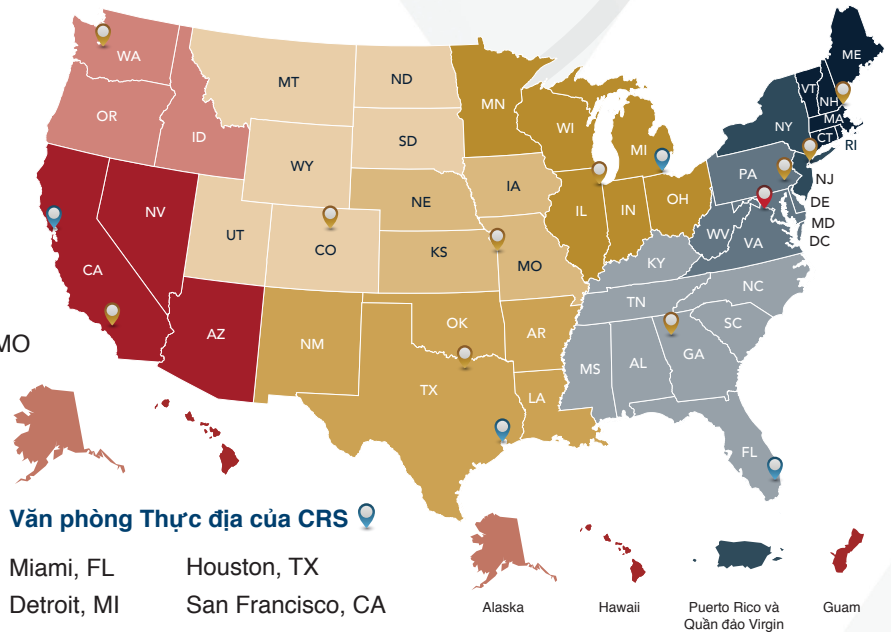 WA
OR
ID
MT
ND
SD
WY
NE
UT
CO
KS
NV
CA
AZ
NM
OK
TX
MN
WI
IA
MO
MI
IL
IN
OH
AR
LA
KY
TN
MS
AL
GA
NC
SC
FL
ME
VT
NH
MA
CT
RI
NY
NJ
PA
DE
MD
DC
WV
VA
MO
Văn phòng Thực địa của CRS
Miami, FL
Houston, TX
Detroit, MI
San Francisco, CA
Alaska
Hawaii
Puerto Rico và
Quần đảo Virgin
Guam